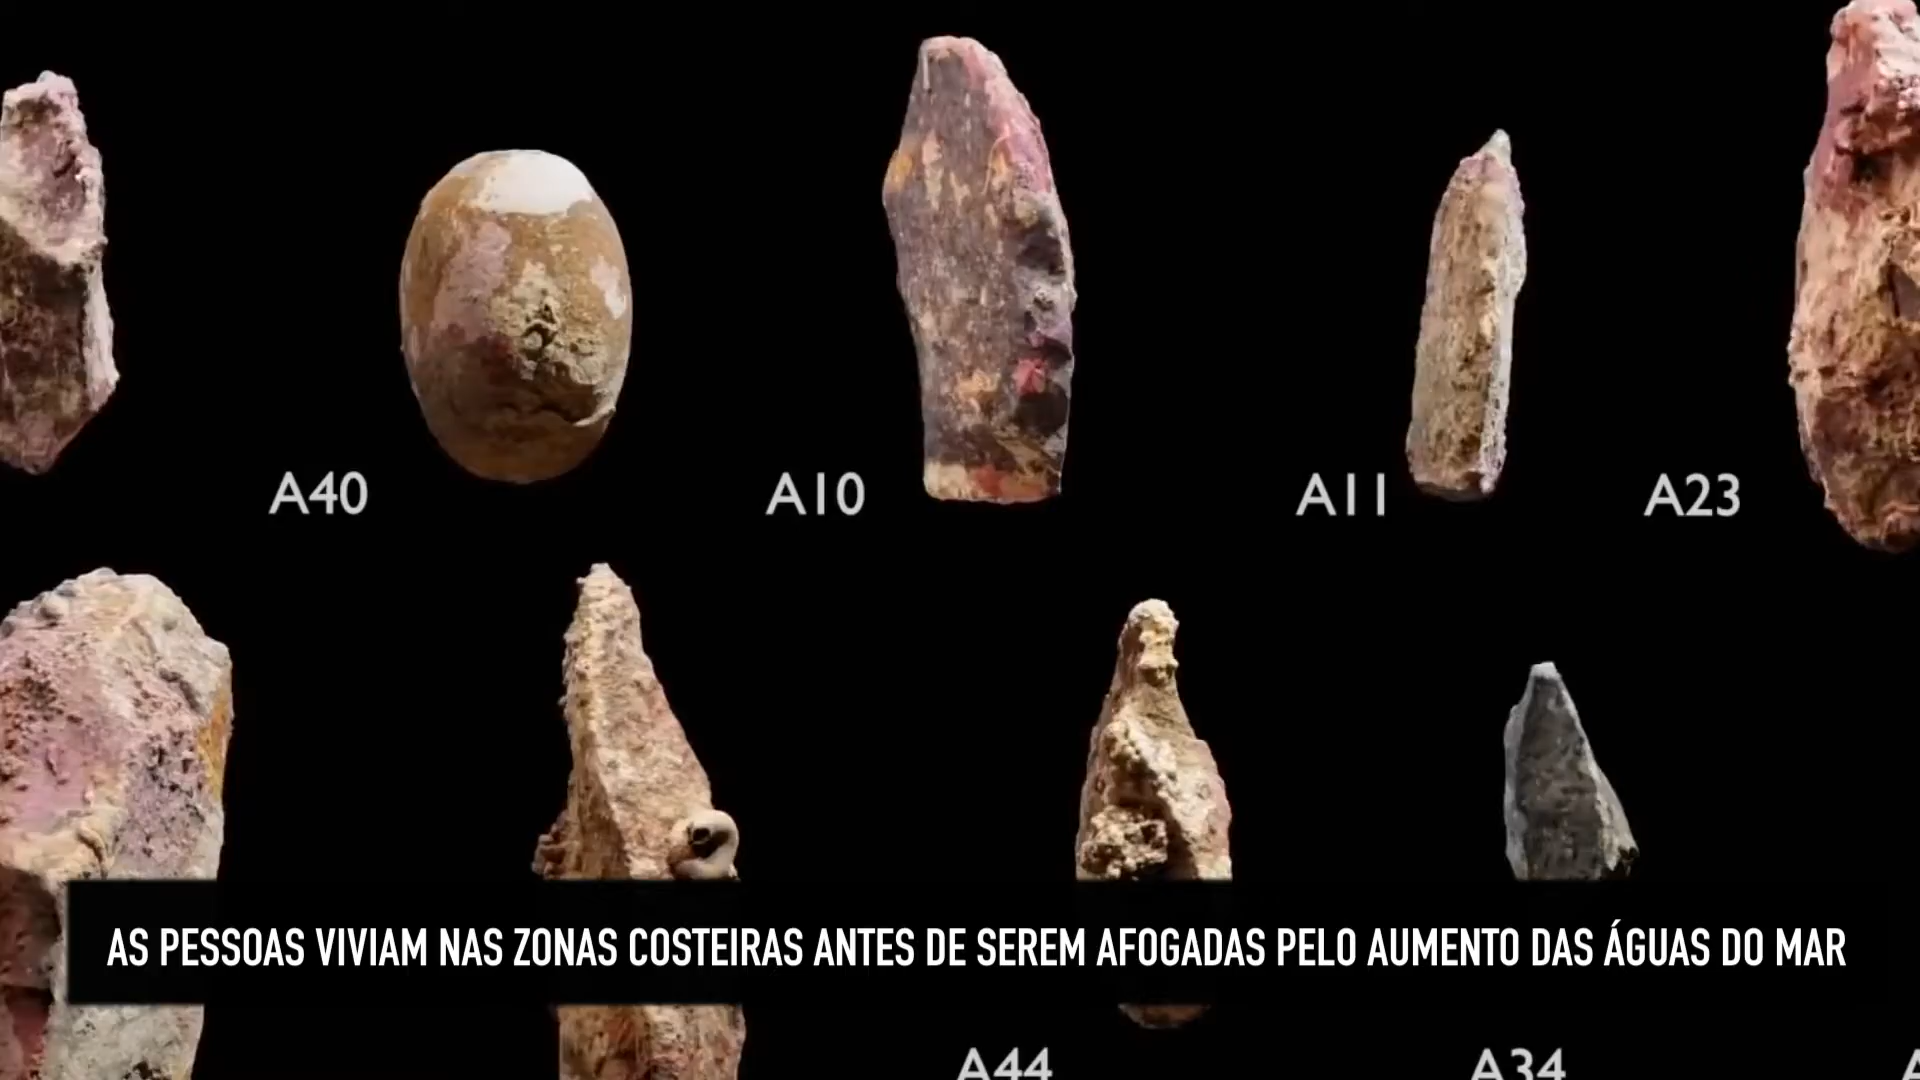 A40
A10
A11
A23
AS PESSOAS VIVIAM NAS ZONAS COSTEIRAS ANTES DE SEREM AFOGADAS PELO AUMENTO DAS ÁGUAS DO MAR
A44
A34